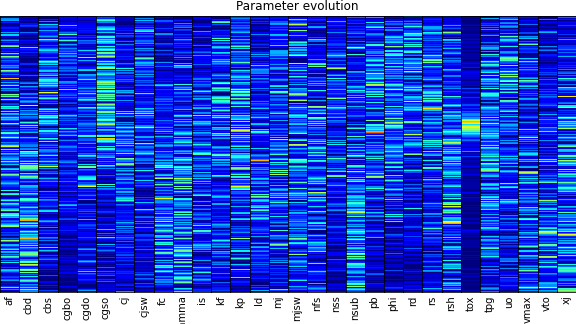 Parameter evolution
af cbd cbs cgbo cgdo cgso cj cjsw fc mma is kf kp ld mj mjsw nfs nss nsub pb phi rd rs rsh tox tpg uo vmax vto xj